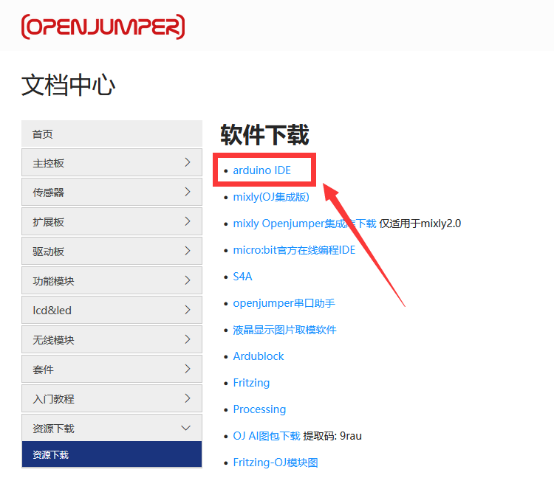 OPENJUMPER
文档中心
首页
主控板
传感器
扩展板
驱动板
功能模块
lcd&led
无线模块
套件
入门教程
资源下载
资源下载
软件下载
arduino IDE
mixly(OJ集成版)
mixly Openjumper集成库下载 仅适用于mixly2.0
micro:bit官方在线编程IDE
S4A
openjumper串口助手
液晶显示图片取模软件
Ardublock
Fritzing
Processing
OJ AI图包下载 提取码: 9rau
Fritzing-OJ模块图